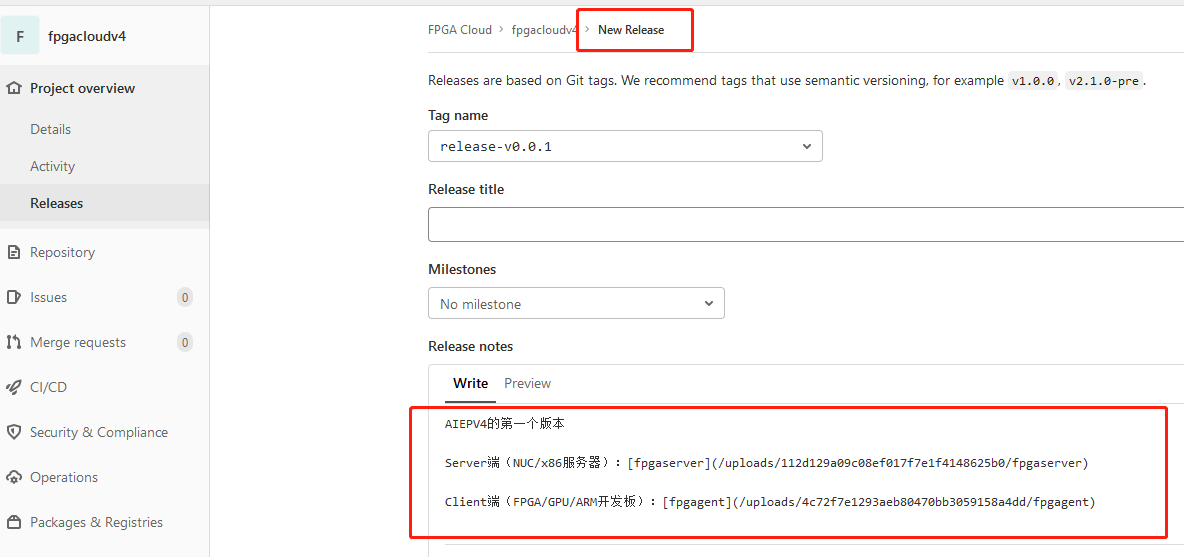 F fpgacloudv4
Project overview
Details
Activity
Releases
Repository
Issues 0
Merge requests 0
CI/CD
Security & Compliance
Operations
Packages & Registries
FPGA Cloud > fpgacloudv4 > New Release
Releases are based on Git tags. We recommend tags that use semantic versioning, for example v1.0.0, v2.1.0-pre.
Tag name
release-v0.0.1
Release title
Milestones
No milestone
Release notes
Write Preview
AIEPV4的第一个版本
Server端（NUC/x86服务器）：[fpgaserver](/uploads/112d129a09c08ef017f7e1f4148625b0/fpgaserver)
Client端（FPGA/GPU/ARM开发板）：[fpgagent](/uploads/4c72f7e1293aeb80470bb3059158a4dd/fpgagent)